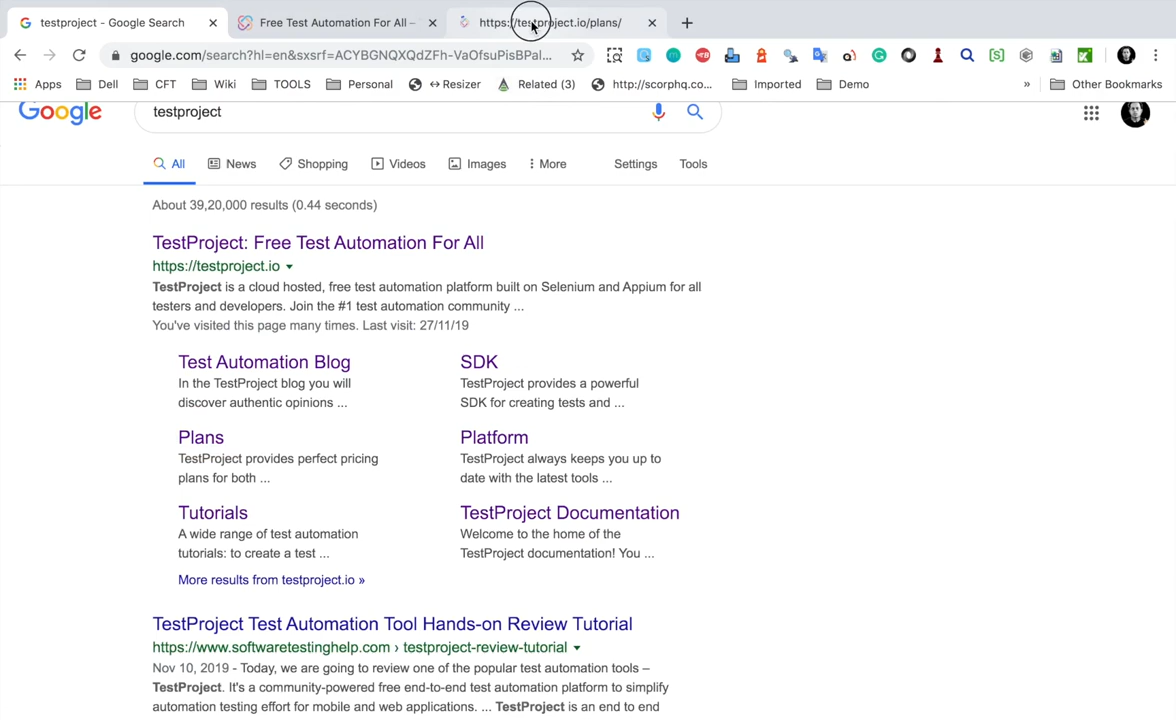 testproject - Google Search
Free Test Automation For All –
https://testproject.io/plans/
google.com/search?hl=en&sxsrf=ACYBGNQXQdZFh-VaOfsuPisBPal...
Apps Dell CFT Wiki TOOLS Personal ↔Resizer Related (3) http://scorphq.co... Imported Demo » Other Bookmarks
Google testproject
All News Shopping Videos Images More Settings Tools
About 39,20,000 results (0.44 seconds)
TestProject: Free Test Automation For All
https://testproject.io
TestProject is a cloud hosted, free test automation platform built on Selenium and Appium for all
testers and developers. Join the #1 test automation community ...
You've visited this page many times. Last visit: 27/11/19
Test Automation Blog
In the TestProject blog you will
discover authentic opinions ...
SDK
TestProject provides a powerful
SDK for creating tests and ...
Plans
TestProject provides perfect pricing
plans for both ...
Platform
TestProject always keeps you up to
date with the latest tools ...
Tutorials
A wide range of test automation
tutorials: to create a test ...
TestProject Documentation
Welcome to the home of the
TestProject documentation! You ...
More results from testproject.io »
TestProject Test Automation Tool Hands-on Review Tutorial
https://www.softwaretestinghelp.com › testproject-review-tutorial
Nov 10, 2019 - Today, we are going to review one of the popular test automation tools –
TestProject. It's a community-powered free end-to-end test automation platform to simplify
automation testing effort for mobile and web applications. ... TestProject is an end to end